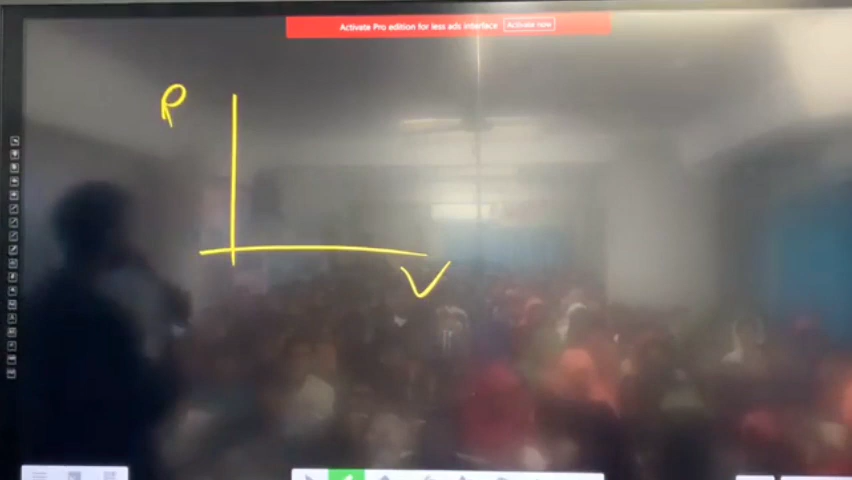 Activate Pro edition for less ads interface Activate now
P
V